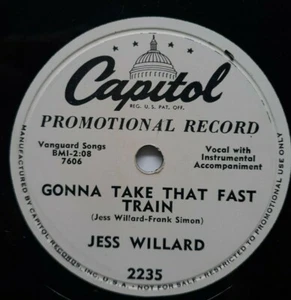 Capitol
REG. U.S. PAT. OFF.
PROMOTIONAL RECORD
Vanguard Songs
BMI-2:08
7606
Vocal with
Instrumental
Accompaniment
GONNA TAKE THAT FAST
TRAIN
(Jess Willard-Frank Simon)
JESS WILLARD
2235
MANUFACTURED BY CAPITOL RECORDS, INC. U.S.A. • NOT FOR SALE • RESTRICTED TO PROMOTIONAL USE ONLY